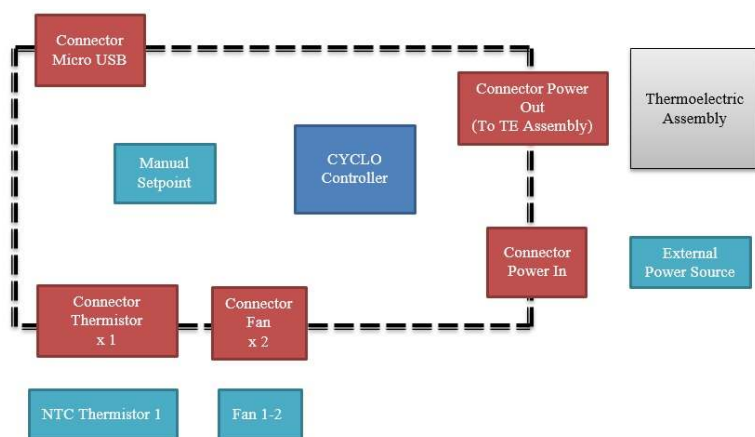 Connector
Micro USB
Connector Power
Out
(To TE Assembly)
Thermoelectric
Assembly
Manual
Setpoint
CYCLO
Controller
Connector
Power In
External
Power Source
Connector
Thermistor
x 1
Connector
Fan
x 2
NTC Thermistor 1
Fan 1-2